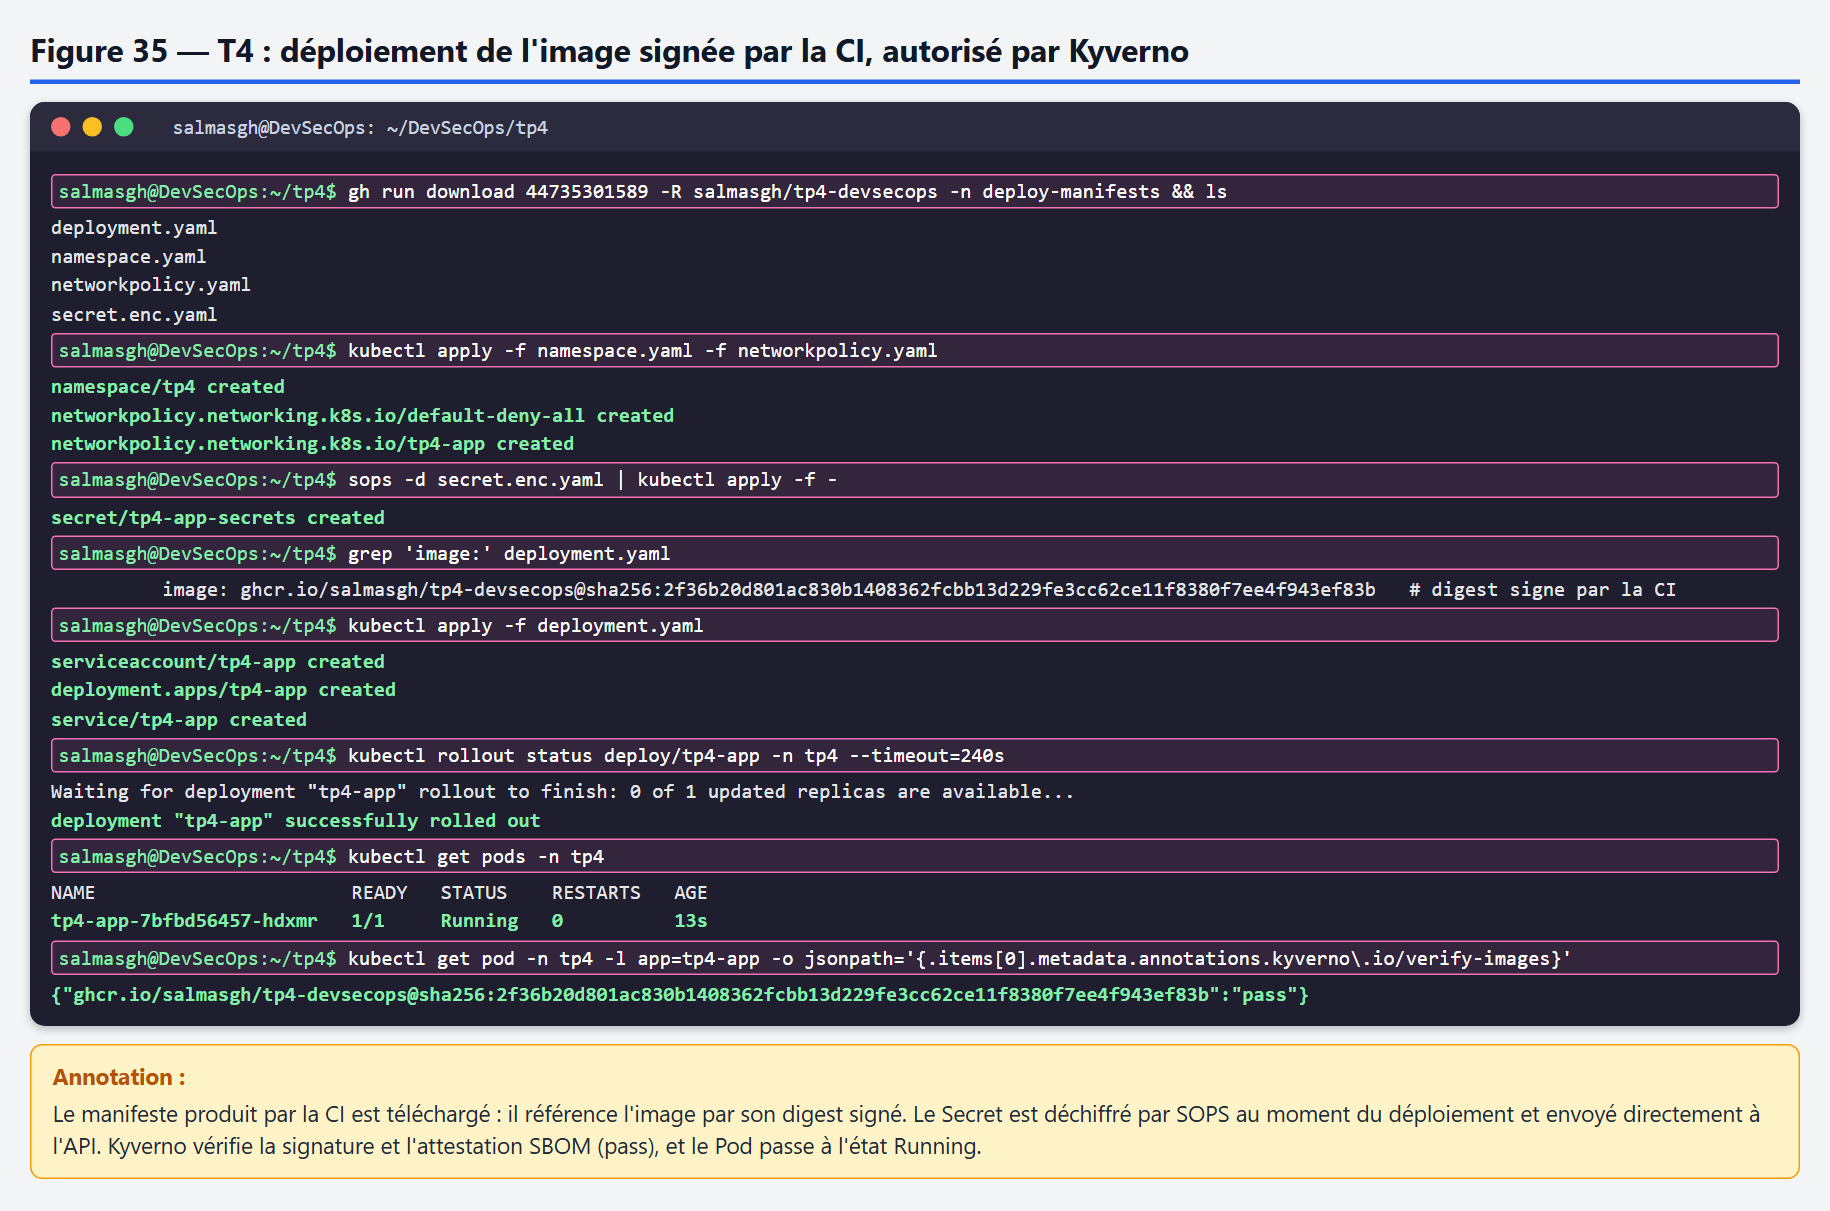 Figure 35 — T4 : déploiement de l'image signée par la CI, autorisé par Kyverno
salmasgh@DevSecOps: ~/DevSecOps/tp4
salmasgh@DevSecOps:~/tp4$ gh run download 44735301589 -R salmasgh/tp4-devsecops -n deploy-manifests && ls
deployment.yaml
namespace.yaml
networkpolicy.yaml
secret.enc.yaml
salmasgh@DevSecOps:~/tp4$ kubectl apply -f namespace.yaml -f networkpolicy.yaml
namespace/tp4 created
networkpolicy.networking.k8s.io/default-deny-all created
networkpolicy.networking.k8s.io/tp4-app created
salmasgh@DevSecOps:~/tp4$ sops -d secret.enc.yaml | kubectl apply -f -
secret/tp4-app-secrets created
salmasgh@DevSecOps:~/tp4$ grep 'image:' deployment.yaml
image: ghcr.io/salmasgh/tp4-devsecops@sha256:2f36b20d801ac830b1408362fcbb13d229fe3cc62ce11f8380f7ee4f943ef83b # digest signe par la CI
salmasgh@DevSecOps:~/tp4$ kubectl apply -f deployment.yaml
serviceaccount/tp4-app created
deployment.apps/tp4-app created
service/tp4-app created
salmasgh@DevSecOps:~/tp4$ kubectl rollout status deploy/tp4-app -n tp4 --timeout=240s
Waiting for deployment "tp4-app" rollout to finish: 0 of 1 updated replicas are available...
deployment "tp4-app" successfully rolled out
salmasgh@DevSecOps:~/tp4$ kubectl get pods -n tp4
NAME READY STATUS RESTARTS AGE
tp4-app-7bfbd56457-hdxmr 1/1 Running 0 13s
salmasgh@DevSecOps:~/tp4$ kubectl get pod -n tp4 -l app=tp4-app -o jsonpath='{.items[0].metadata.annotations.kyverno\.io/verify-images}'
{"ghcr.io/salmasgh/tp4-devsecops@sha256:2f36b20d801ac830b1408362fcbb13d229fe3cc62ce11f8380f7ee4f943ef83b":"pass"}
Annotation :
Le manifeste produit par la CI est téléchargé : il référence l'image par son digest signé. Le Secret est déchiffré par SOPS au moment du déploiement et envoyé directement à
l'API. Kyverno vérifie la signature et l'attestation SBOM (pass), et le Pod passe à l'état Running.